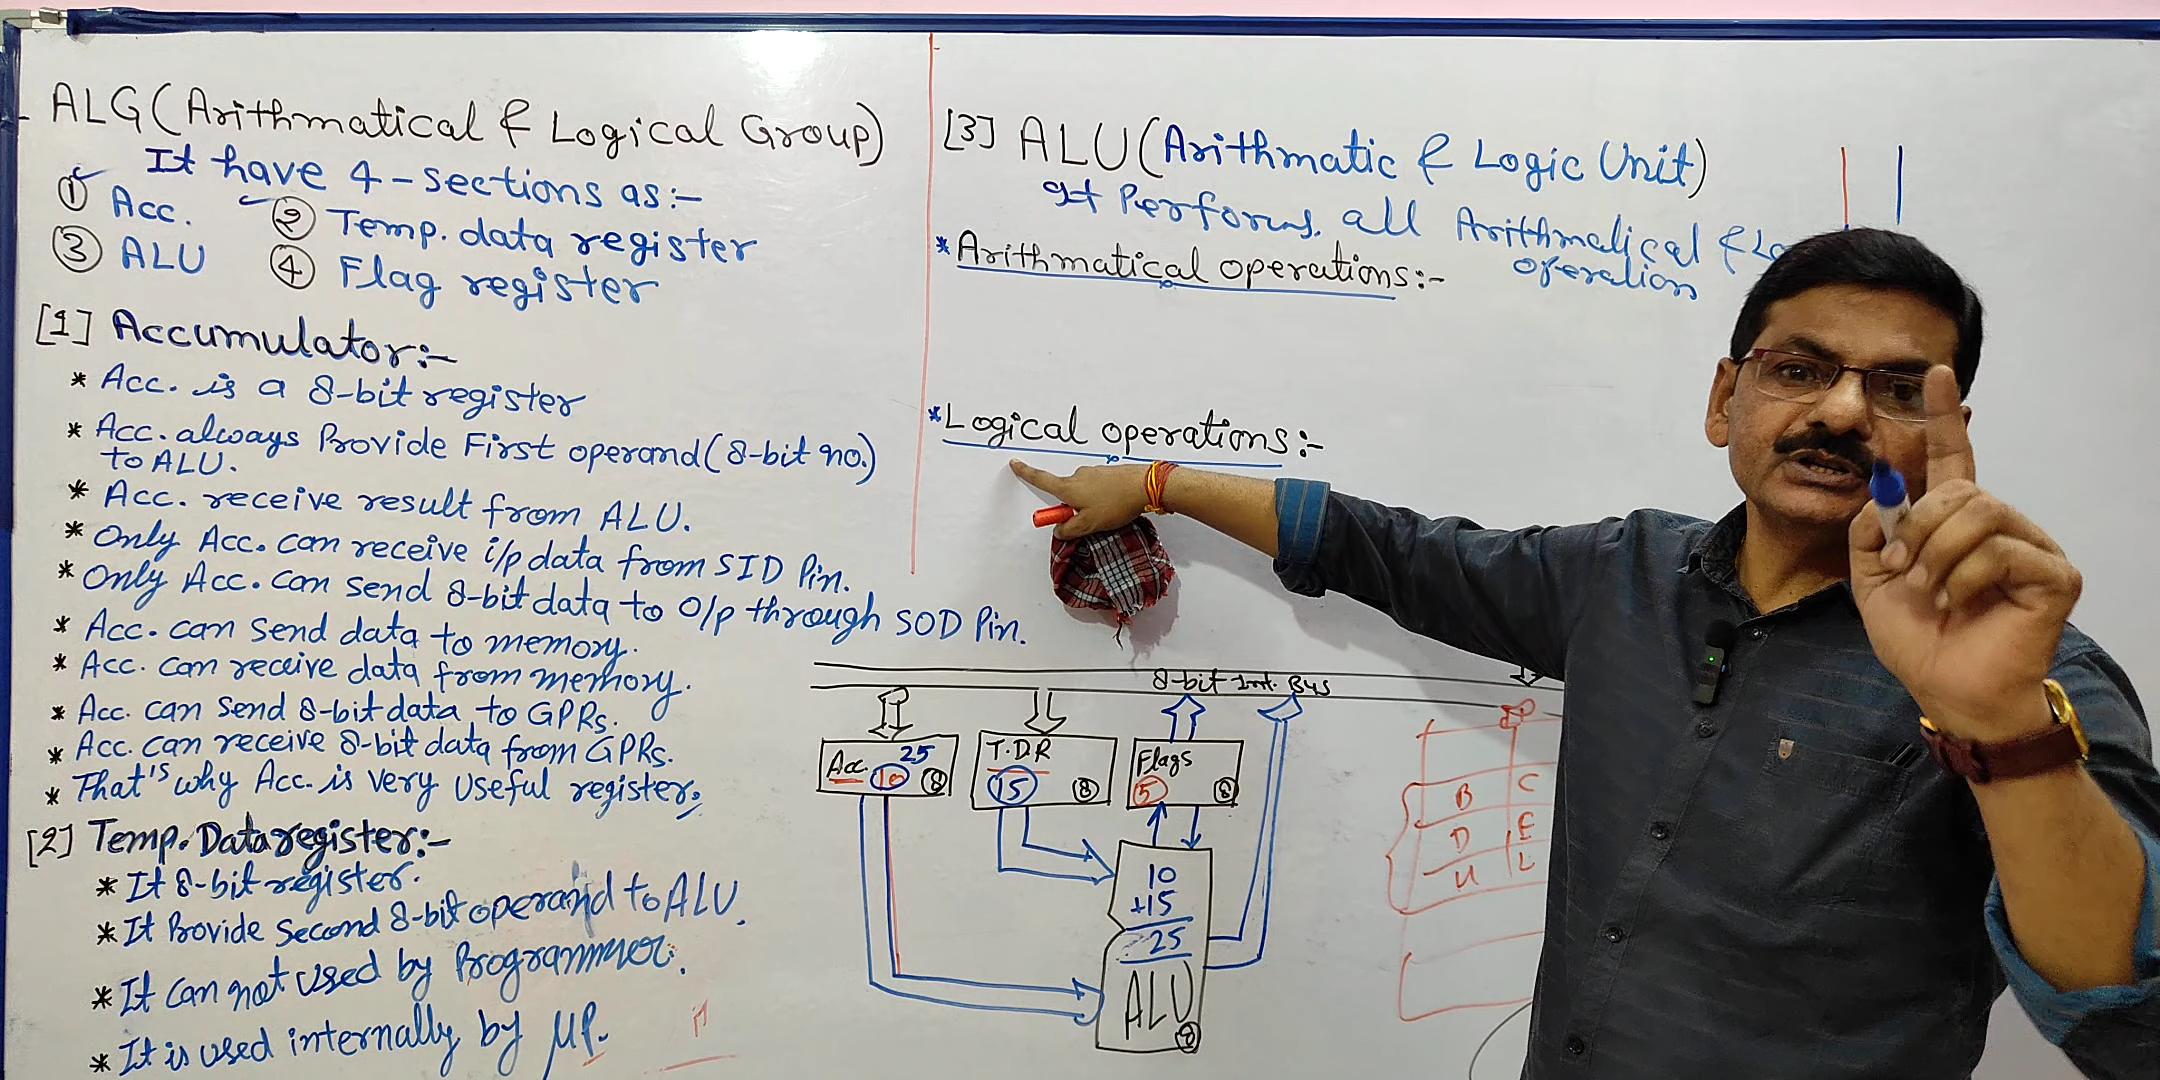 ALG (Arithmatical & Logical Group)
It have 4-sections as:-
① Acc. ② Temp. data register
③ ALU ④ Flag register
[1] Accumulator:-
* Acc. is a 8-bit register
* Acc. always Provide First operand (8-bit no.)
to ALU.
* Acc. receive result from ALU.
* Only Acc. can receive i/p data from SID Pin.
* Only Acc. can send 8-bit data to O/p through SOD Pin.
* Acc. can send data to memory.
* Acc. can receive data from memory.
* Acc. can send 8-bit data to GPRs.
* Acc. can receive 8-bit data from GPRs.
* That's why Acc. is very useful register.
[2] Temp. Data register:-
* It 8-bit register.
* It Provide Second 8-bit operand to ALU.
* It can not used by Programmer.
* It is used internally by μP.
[3] ALU (Arithmatic & Logic Unit)
It Performs all Arithmatical &
operation
* Arithmatical operations:-
* Logical operations:-
8-bit Int. Bus
Acc. 25
10 ⑧
T.D.R
15 ⑧
Flags
5 ⑧
10
+15
25
ALU
⑧
B C
D E
H L